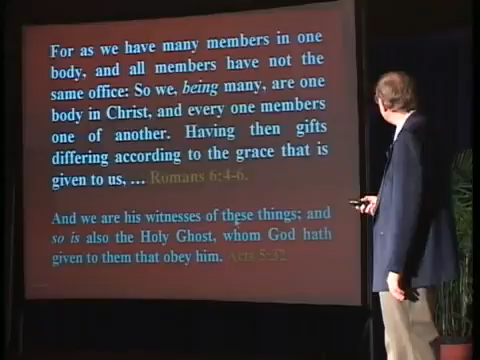 For as we have many members in one
body, and all members have not the
same office: So we, being many, are one
body in Christ, and every one members
one of another. Having then gifts
differing according to the grace that is
given to us, ... Romans 6:4-6.
And we are his witnesses of these things; and
so is also the Holy Ghost, whom God hath
given to them that obey him. Acts 5:32